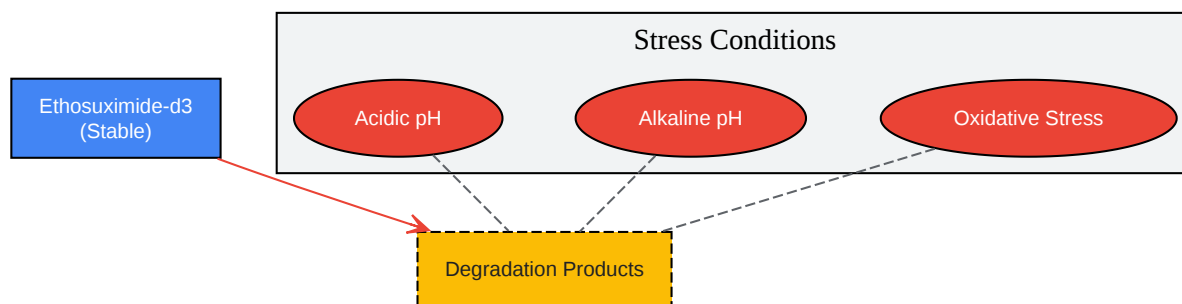 Stress Conditions
Ethosuximide-d3
(Stable)
Acidic pH
Alkaline pH
Oxidative Stress
Degradation Products